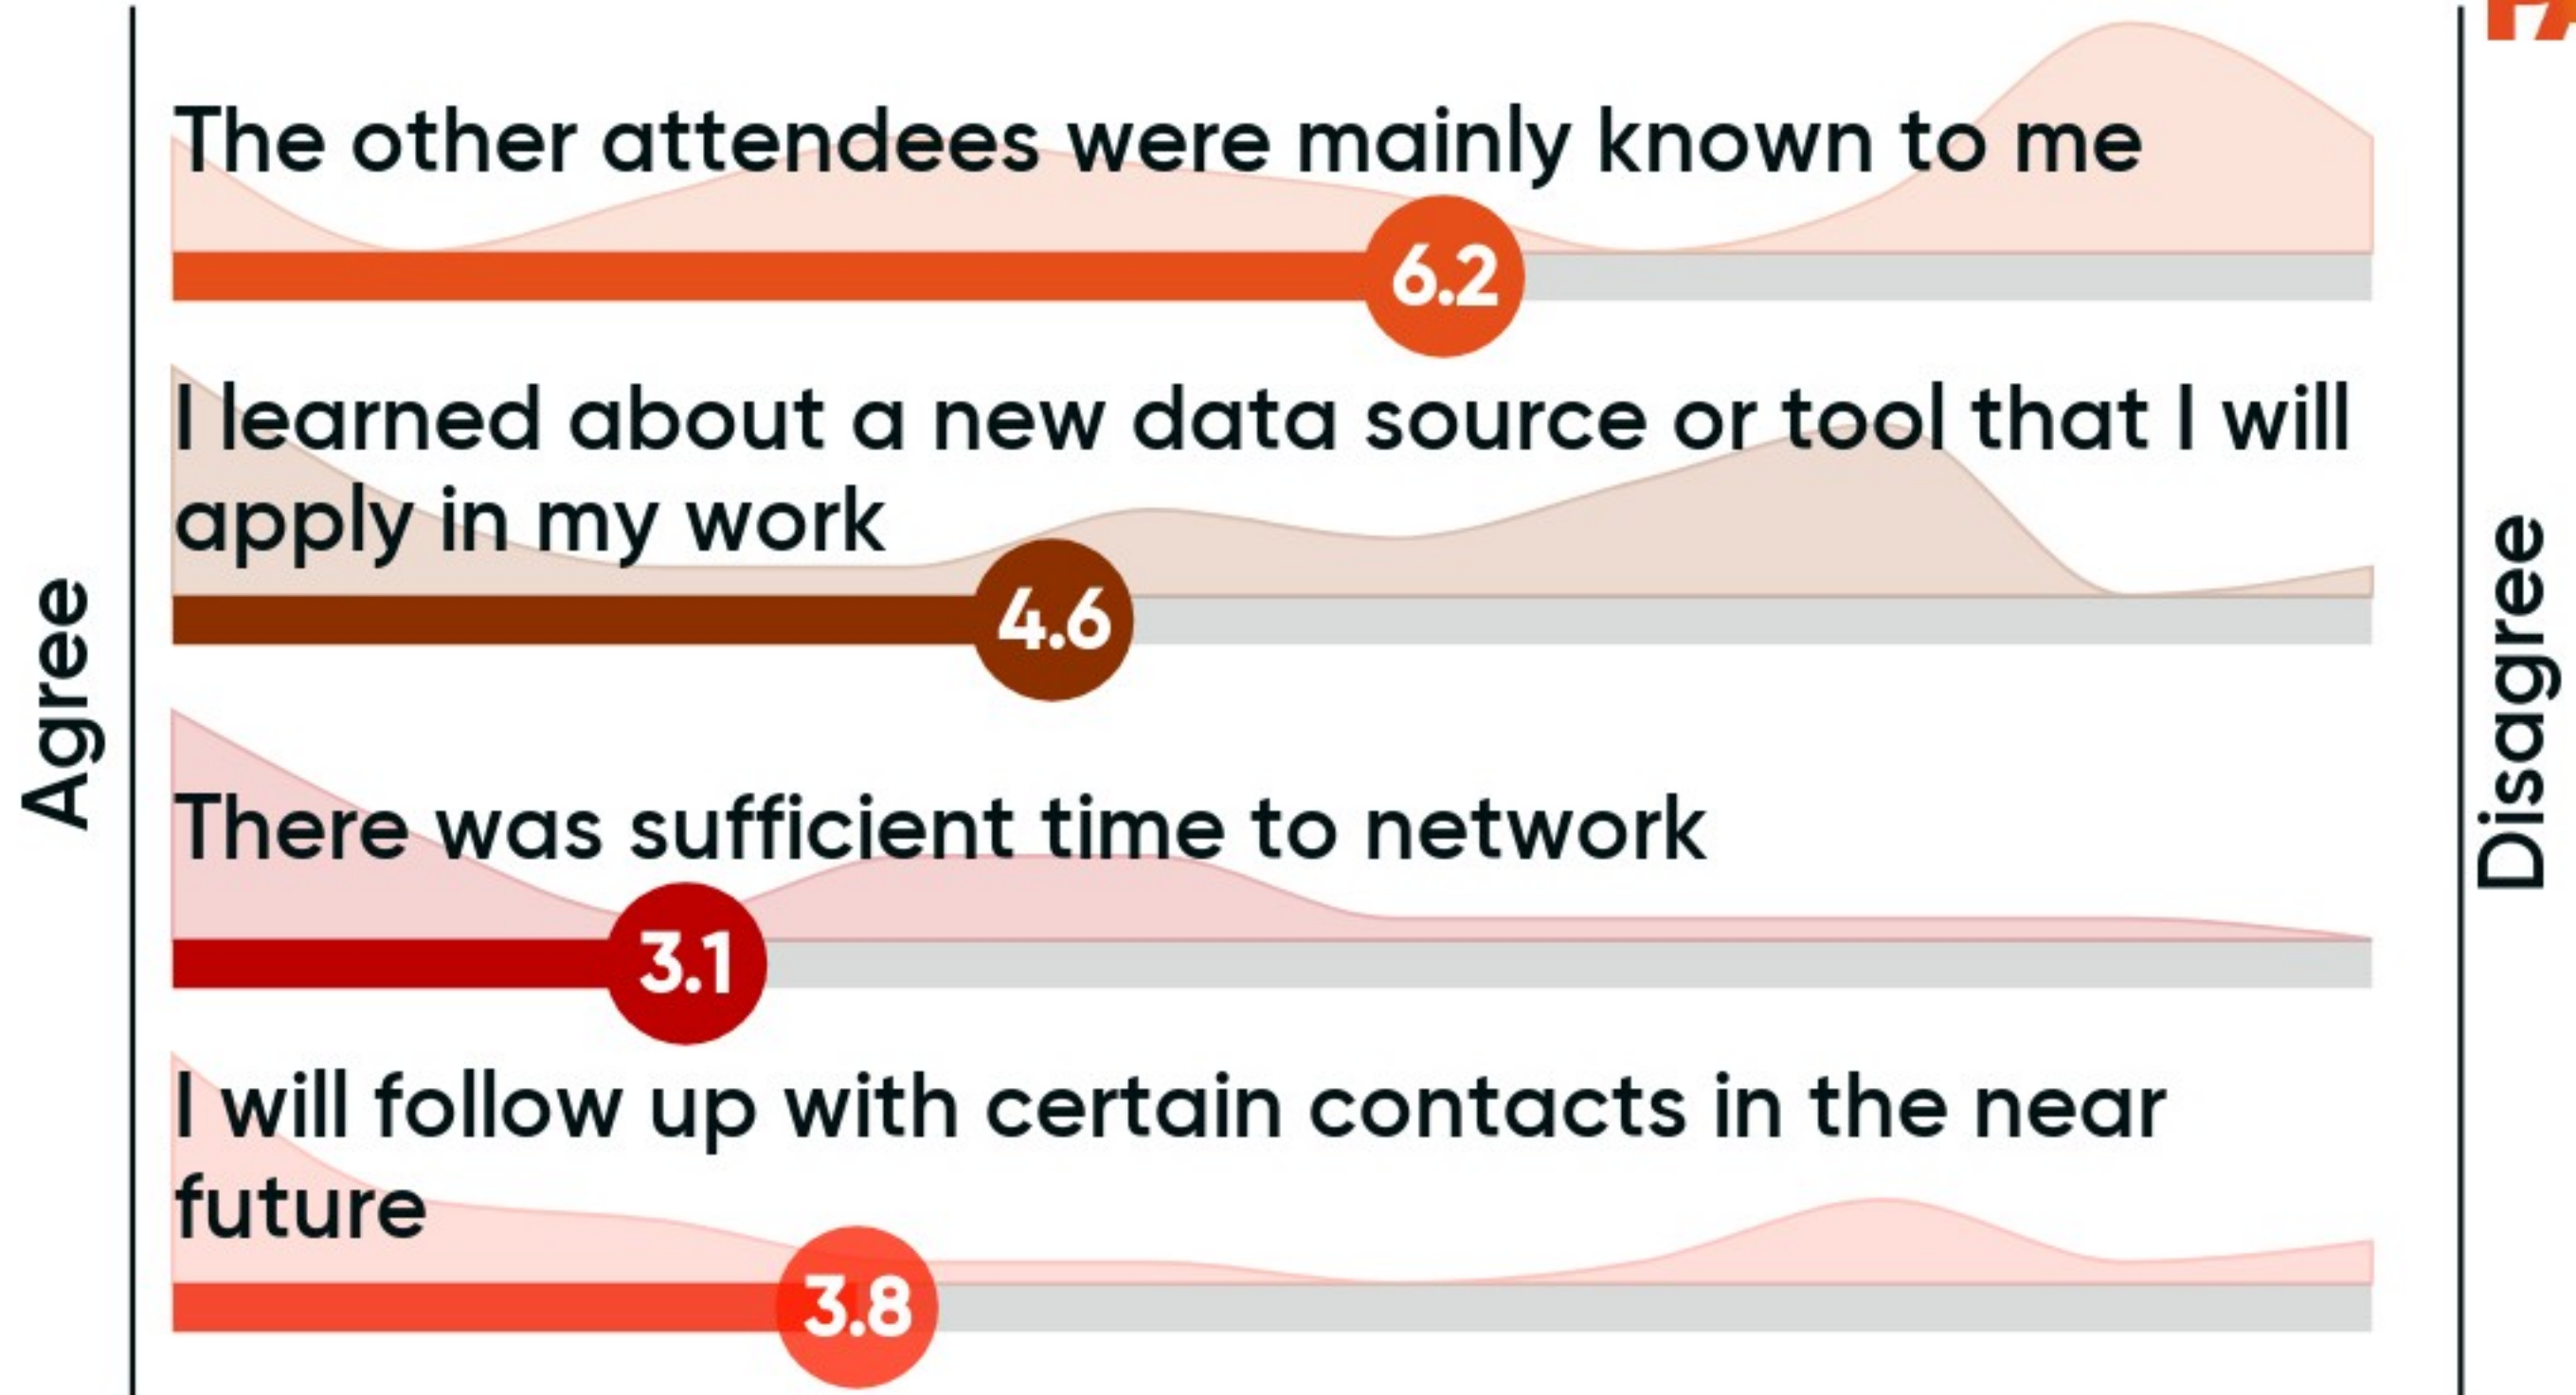 The other attendees were mainly known to me
6.2
I learned about a new data source or tool that I will
apply in my work
4.6
Agree
Disagree
There was sufficient time to network
3.1
I will follow up with certain contacts in the near
future
3.8